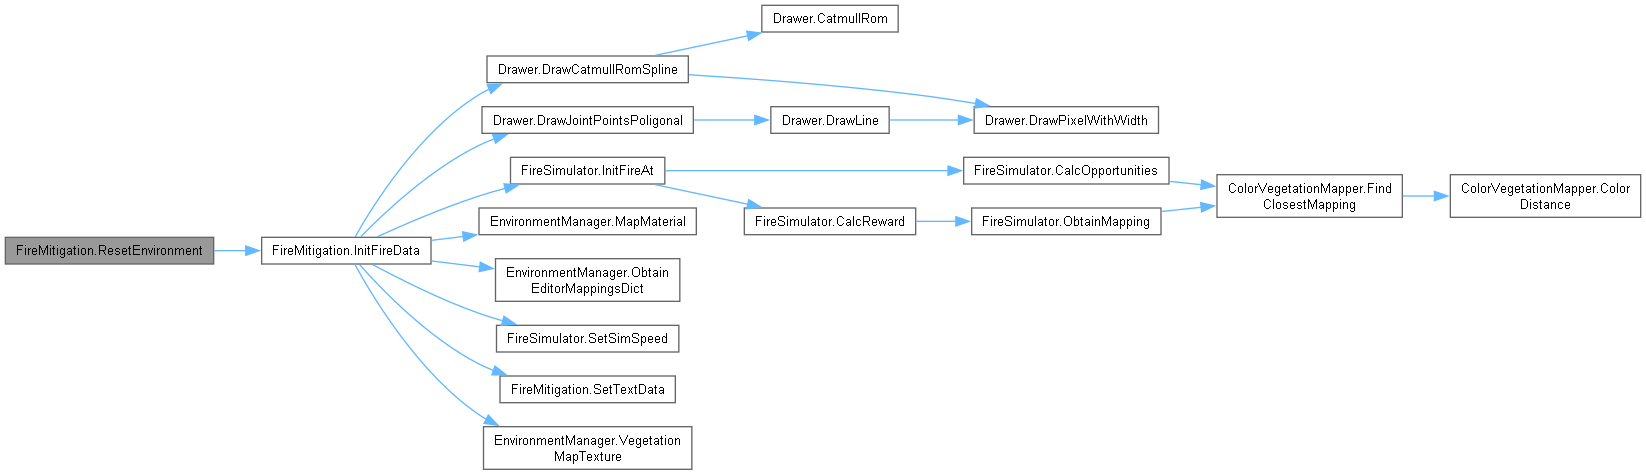 Drawer.CatmullRom
Drawer.DrawCatmullRomSpline
Drawer.DrawJointPointsPoligonal
Drawer.DrawLine
Drawer.DrawPixelWithWidth
FireSimulator.InitFireAt
FireSimulator.CalcOpportunities
ColorVegetationMapper.Find
ClosestMapping
ColorVegetationMapper.Color
Distance
EnvironmentManager.MapMaterial
FireSimulator.CalcReward
FireSimulator.ObtainMapping
FireMitigation.ResetEnvironment
FireMitigation.InitFireData
EnvironmentManager.Obtain
EditorMappingsDict
FireSimulator.SetSimSpeed
FireMitigation.SetTextData
EnvironmentManager.Vegetation
MapTexture